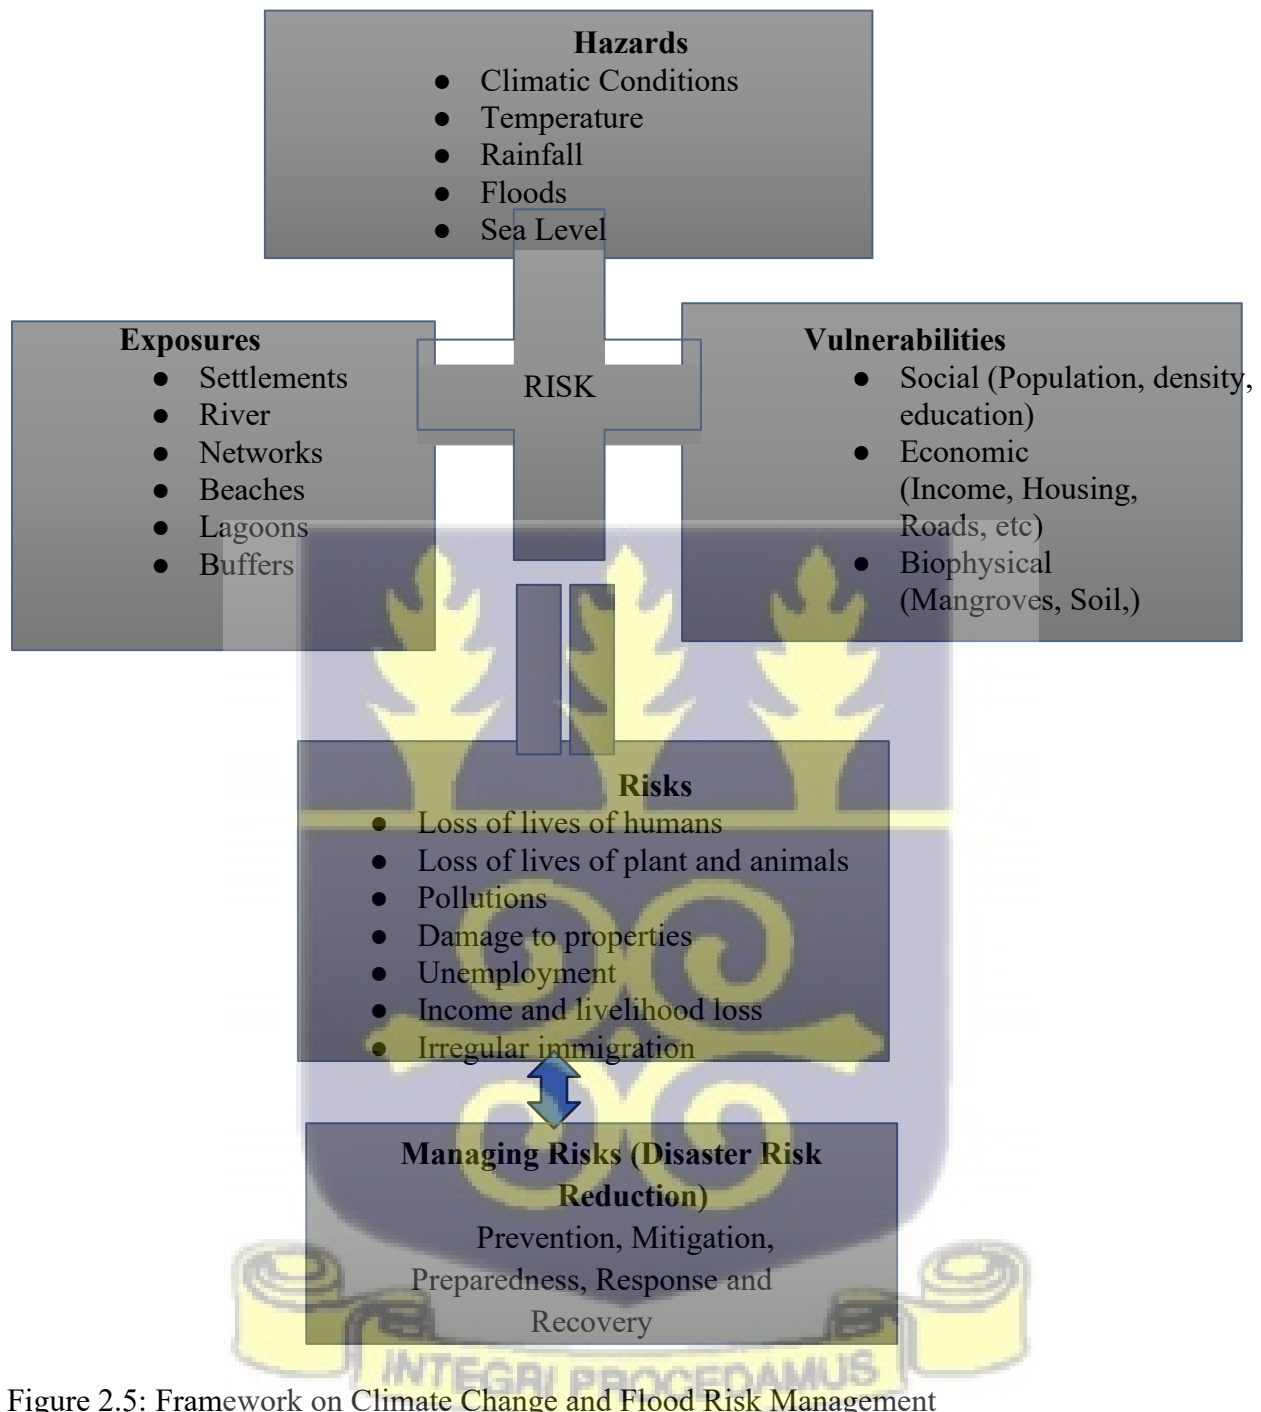 Hazards
● Climatic Conditions
● Temperature
● Rainfall
● Floods
● Sea Level
Exposures
● Settlements
● River
● Networks
● Beaches
● Lagoons
● Buffers
RISK
Vulnerabilities
● Social (Population, density,
education)
● Economic
(Income, Housing,
Roads, etc)
● Biophysical
(Mangroves, Soil,)
Risks
● Loss of lives of humans
● Loss of lives of plant and animals
● Pollutions
● Damage to properties
● Unemployment
● Income and livelihood loss
● Irregular immigration
Managing Risks (Disaster Risk
Reduction)
Prevention, Mitigation,
Preparedness, Response and
Recovery
INTEGRI PROCEDAMUS
Figure 2.5: Framework on Climate Change and Flood Risk Management